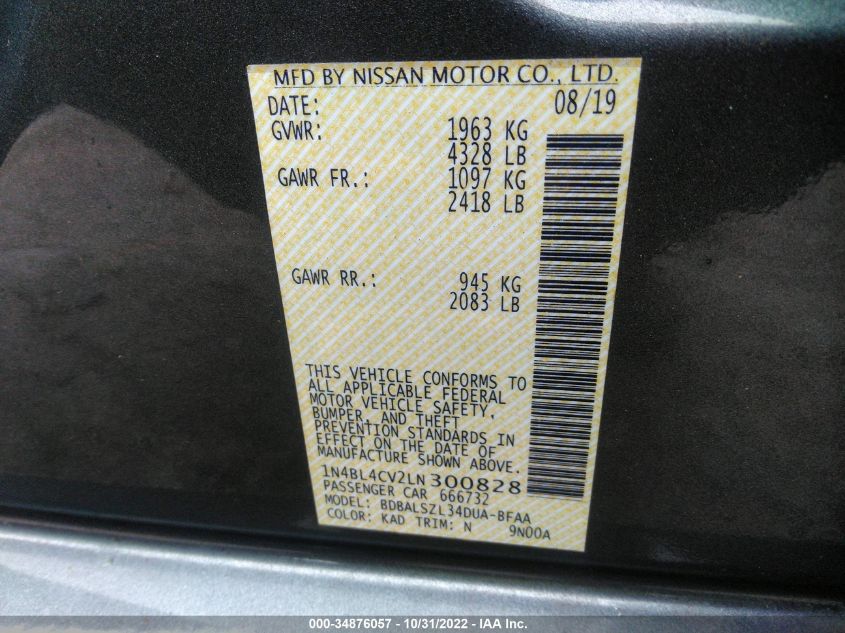 MFD BY NISSAN MOTOR CO., LTD.
DATE: 08/19
GVWR: 1963 KG
4328 LB
GAWR FR.: 1097 KG
2418 LB
GAWR RR.: 945 KG
2083 LB
THIS VEHICLE CONFORMS TO
ALL APPLICABLE FEDERAL
MOTOR VEHICLE SAFETY,
BUMPER, AND THEFT
PREVENTION STANDARDS IN
EFFECT ON THE DATE OF
MANUFACTURE SHOWN ABOVE.
1N4BL4CV2LN300828
PASSENGER CAR 666732
MODEL: BDBALSZL34DUA-BFAA
COLOR: KAD TRIM: N 9N00A
000-34876057 - 10/31/2022 - IAA Inc.